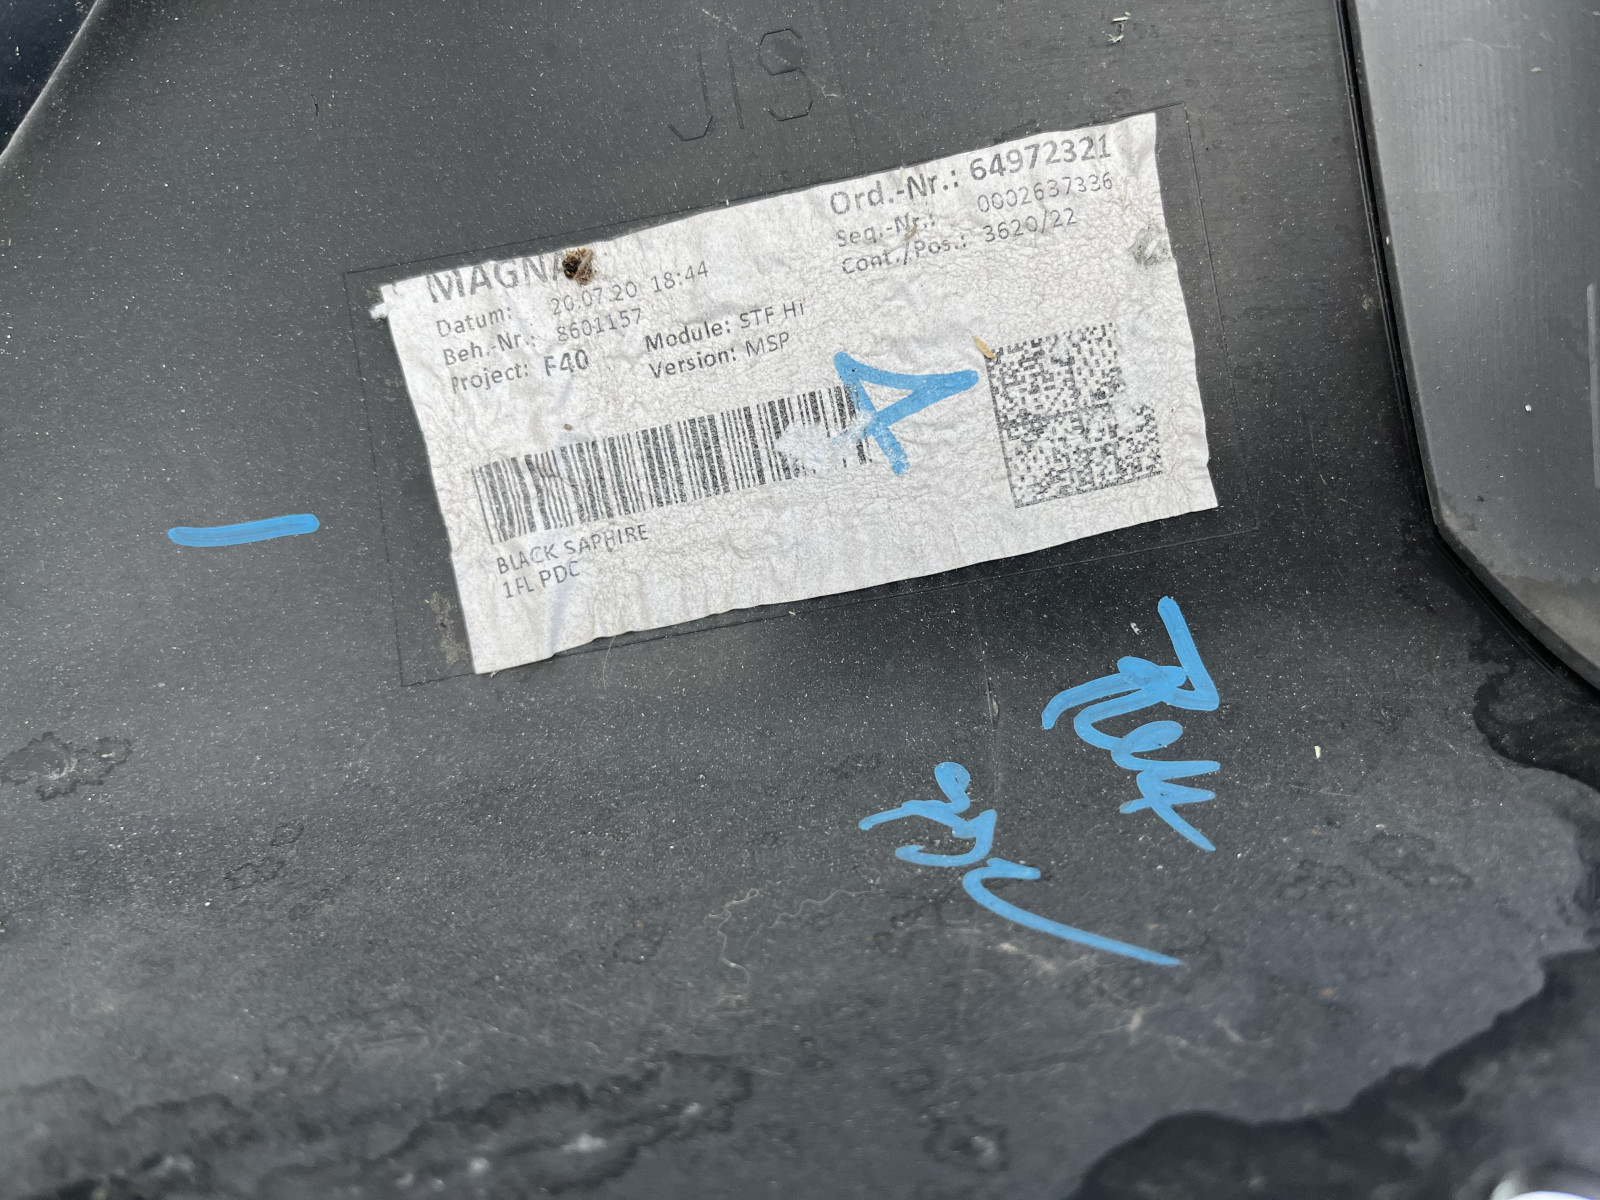 JIS
MAGNA
Datum: 20.07.20 18:44
Beh.-Nr.: 8601157
Project: F40
Module: STF HI
Version: MSP
Ord.-Nr.: 64972321
Seq.-Nr.: 0002637336
Cont./Pos.: 3620/22
BLACK SAPHIRE
1FL PDC